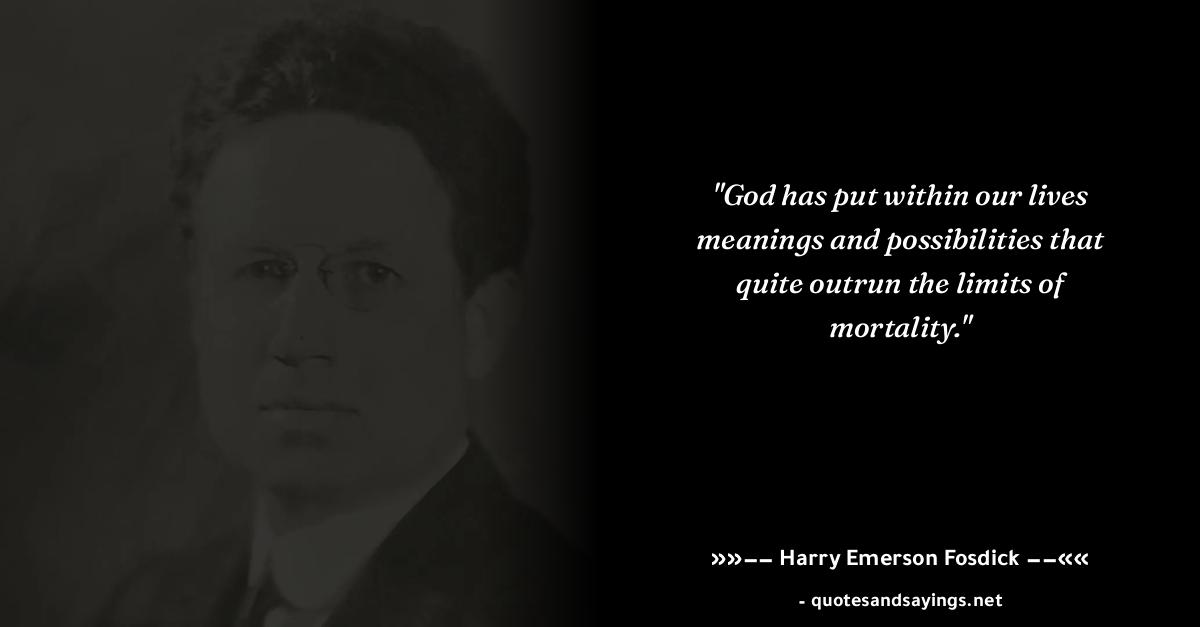 "God has put within our lives
meanings and possibilities that
quite outrun the limits of
mortality."
»»−− Harry Emerson Fosdick −−««
- quotesandsayings.net